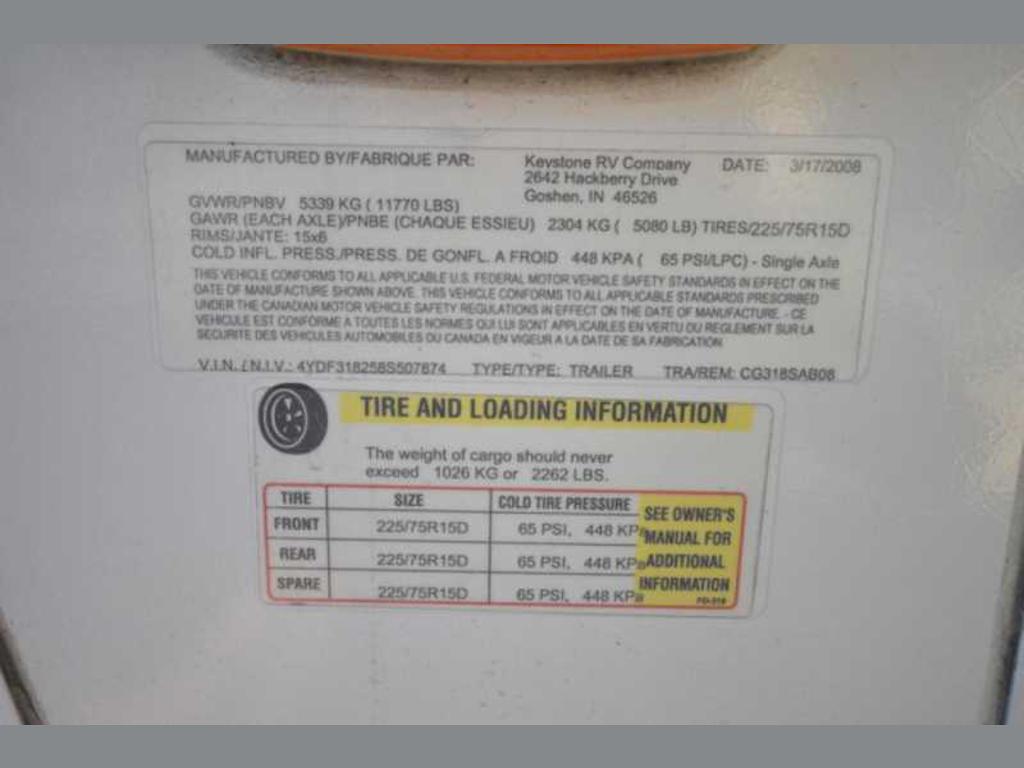 MANUFACTURED BY/FABRIQUE PAR: Keystone RV Company DATE: 3/17/2008
2642 Hackberry Drive
Goshen, IN 46526
GVWR/PNBV 5339 KG ( 11770 LBS)
GAWR (EACH AXLE)/PNBE (CHAQUE ESSIEU) 2304 KG ( 5080 LB) TIRES/225/75R15D
RIMS/JANTE: 15x6
COLD INFL. PRESS./PRESS. DE GONFL. A FROID 448 KPA ( 65 PSI/LPC) - Single Axle
THIS VEHICLE CONFORMS TO ALL APPLICABLE U.S. FEDERAL MOTOR VEHICLE SAFETY STANDARDS IN EFFECT ON THE
DATE OF MANUFACTURE SHOWN ABOVE. THIS VEHICLE CONFORMS TO ALL APPLICABLE STANDARDS PRESCRIBED
UNDER THE CANADIAN MOTOR VEHICLE SAFETY REGULATIONS IN EFFECT ON THE DATE OF MANUFACTURE. - CE
VEHICULE EST CONFORME A TOUTES LES NORMES QUI LUI SONT APPLICABLES EN VERTU DU REGLEMENT SUR LA
SECURITE DES VEHICULES AUTOMOBILES DU CANADA EN VIGEUR A LA DATE DE SA FABRICATION
V.I.N. / N.I.V.: 4YDF318258S507874 TYPE/TYPE: TRAILER TRA/REM: CG318SAB08
TIRE AND LOADING INFORMATION
The weight of cargo should never
exceed 1026 KG or 2262 LBS.
TIRE SIZE COLD TIRE PRESSURE
FRONT 225/75R15D 65 PSI, 448 KPa
REAR 225/75R15D 65 PSI, 448 KPa
SPARE 225/75R15D 65 PSI, 448 KPa
SEE OWNER'S
MANUAL FOR
ADDITIONAL
INFORMATION